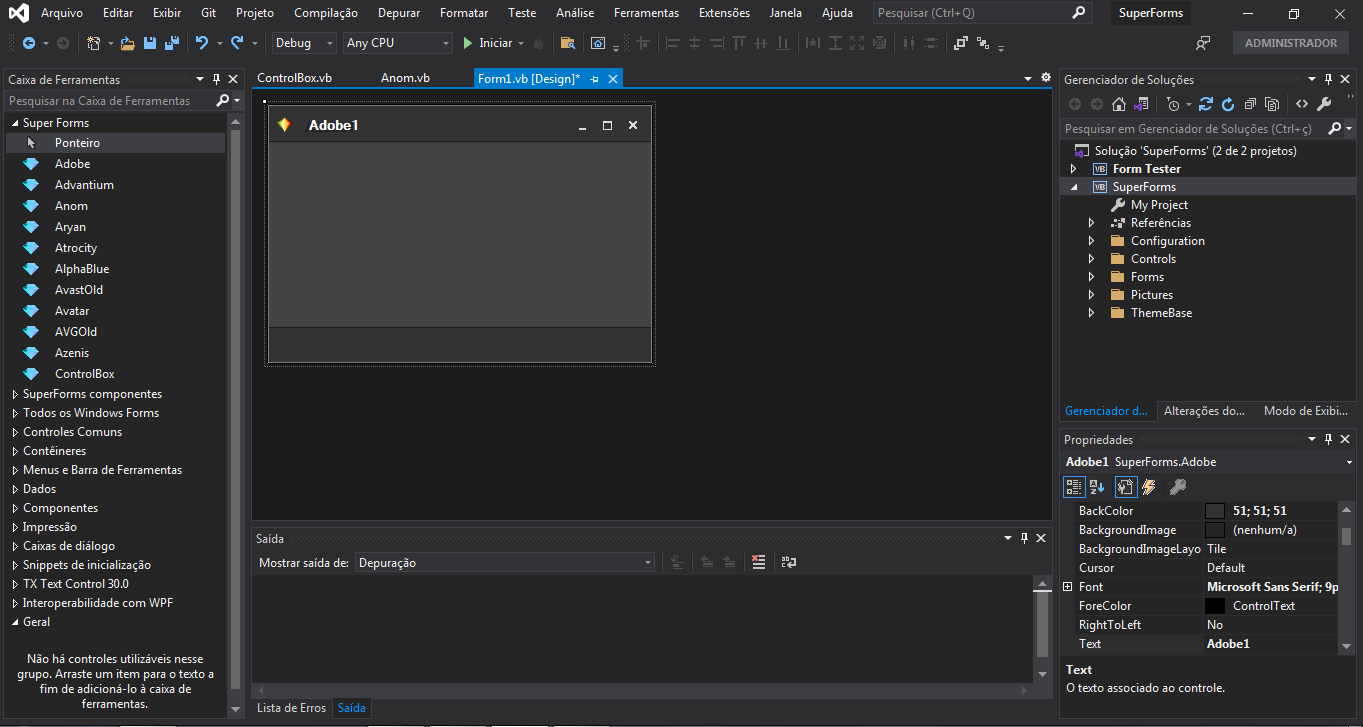 Arquivo Editar Exibir Git Projeto Compilação Depurar Formatar Teste Análise Ferramentas Extensões Janela Ajuda Pesquisar (Ctrl+Q) SuperForms
Debug Any CPU Iniciar ADMINISTRADOR
Caixa de Ferramentas
Pesquisar na Caixa de Ferramentas
Super Forms
Ponteiro
Adobe
Advantium
Anom
Aryan
Atrocity
AlphaBlue
AvastOld
Avatar
AVGOld
Azenis
ControlBox
SuperForms componentes
Todos os Windows Forms
Controles Comuns
Contêineres
Menus e Barra de Ferramentas
Dados
Componentes
Impressão
Caixas de diálogo
Snippets de inicialização
TX Text Control 30.0
Interoperabilidade com WPF
Geral
Não há controles utilizáveis nesse
grupo. Arraste um item para o texto a
fim de adicioná-lo à caixa de
ferramentas.
ControlBox.vb Anom.vb Form1.vb [Design]*
Adobe1
Saída
Mostrar saída de: Depuração
Lista de Erros Saída
Gerenciador de Soluções
Pesquisar em Gerenciador de Soluções (Ctrl+ç)
Solução 'SuperForms' (2 de 2 projetos)
VB Form Tester
VB SuperForms
My Project
Referências
Configuration
Controls
Forms
Pictures
ThemeBase
Gerenciador d... Alterações do... Modo de Exibi...
Propriedades
Adobe1 SuperForms.Adobe
BackColor 51; 51; 51
BackgroundImage (nenhum/a)
BackgroundImageLayo Tile
Cursor Default
Font Microsoft Sans Serif; 9p
ForeColor ControlText
RightToLeft No
Text Adobe1
Text
O texto associado ao controle.